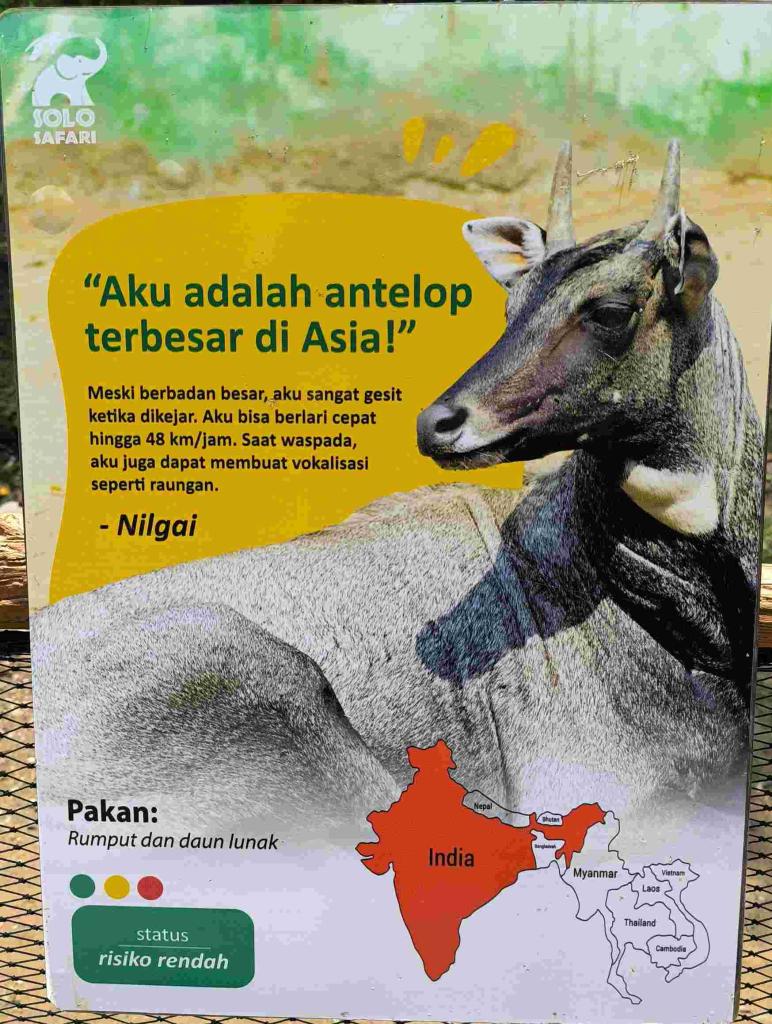 SOLO
SAFARI
“Aku adalah antelop
terbesar di Asia!”
Meski berbadan besar, aku sangat gesit
ketika dikejar. Aku bisa berlari cepat
hingga 48 km/jam. Saat waspada,
aku juga dapat membuat vokalisasi
seperti raungan.
- Nilgai
Pakan:
Rumput dan daun lunak
status
risiko rendah
Nepal
Bhutan
Bangladesh
India
Myanmar
Vietnam
Laos
Thailand
Cambodia